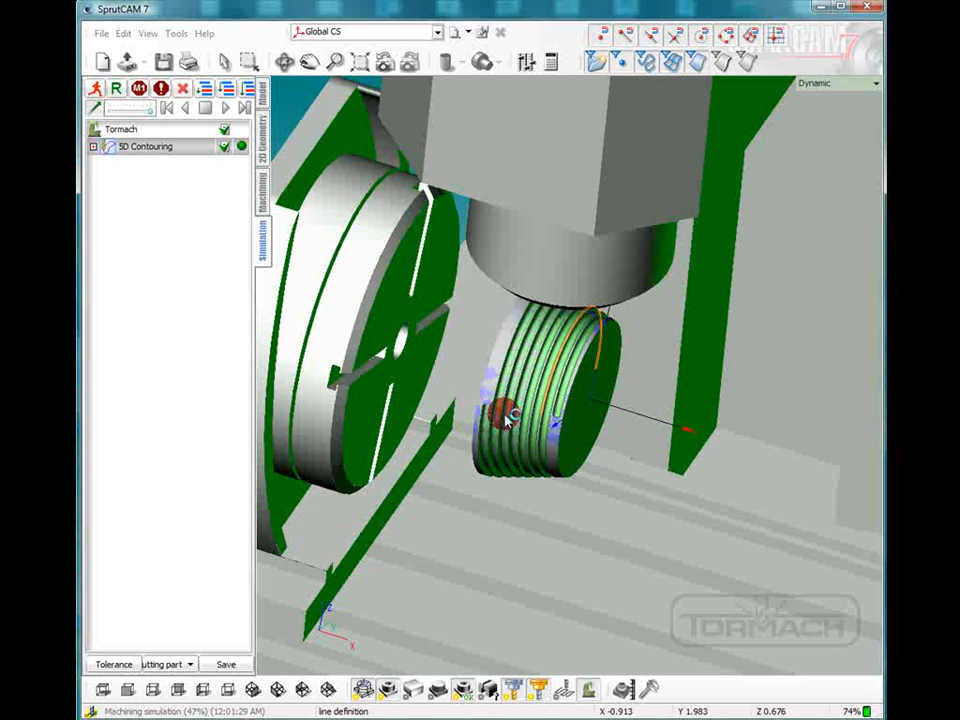 SprutCAM 7
File Edit View Tools Help
Global CS
M1
R
Dynamic
Tormach
5D Contouring
Model
2D Geometry
Machining
Simulation
TORMACH
Z
X
Tolerance
utting part
Save
Machining simulation (47%) (12:01:29 AM)
line definition
X -0.913
Y 1.983
Z 0.676
74%